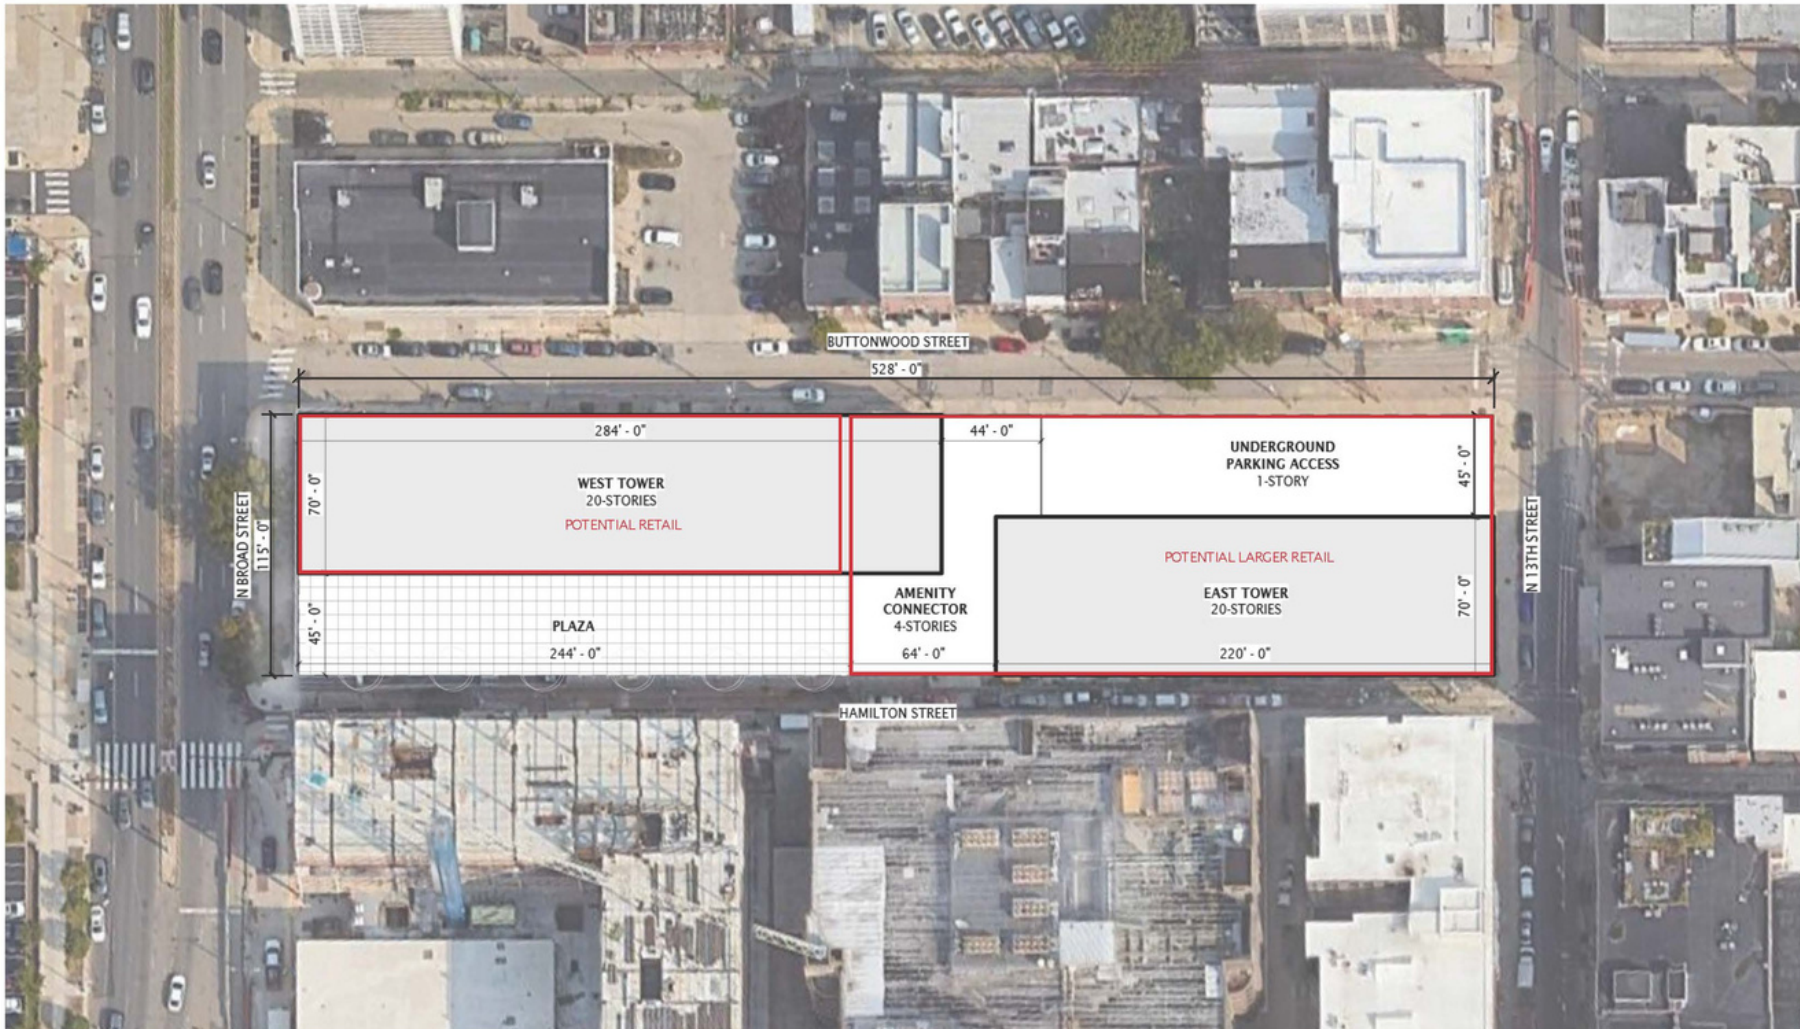 BUTTONWOOD STREET
528' - 0"
284' - 0"
44' - 0"
UNDERGROUND
PARKING ACCESS
1-STORY
45' - 0"
70' - 0"
WEST TOWER
20-STORIES
POTENTIAL RETAIL
N BROAD STREET
115' - 0"
N 13TH STREET
POTENTIAL LARGER RETAIL
EAST TOWER
20-STORIES
70' - 0"
AMENITY
CONNECTOR
4-STORIES
45' - 0"
PLAZA
244' - 0"
64' - 0"
220' - 0"
HAMILTON STREET